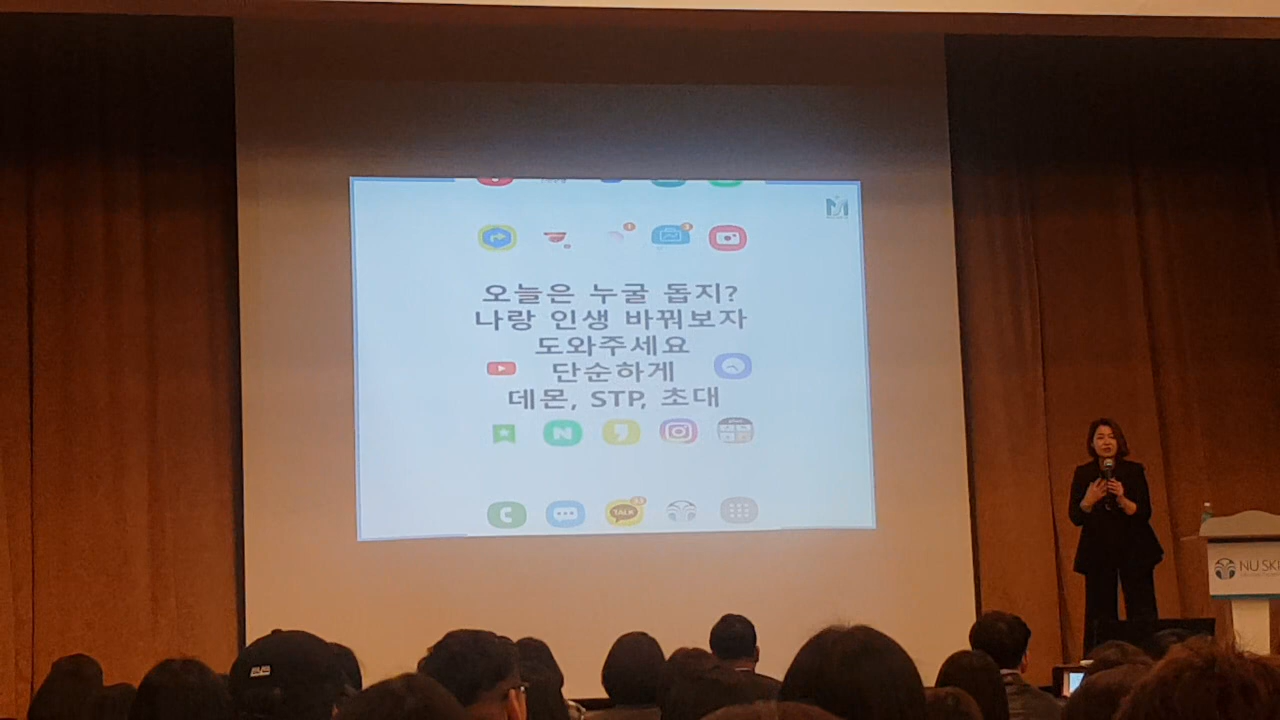 오늘은 누굴 돕지?
나랑 인생 바꿔보자
도와주세요
단순하게
데몬, STP, 초대
TALK
NU SKI